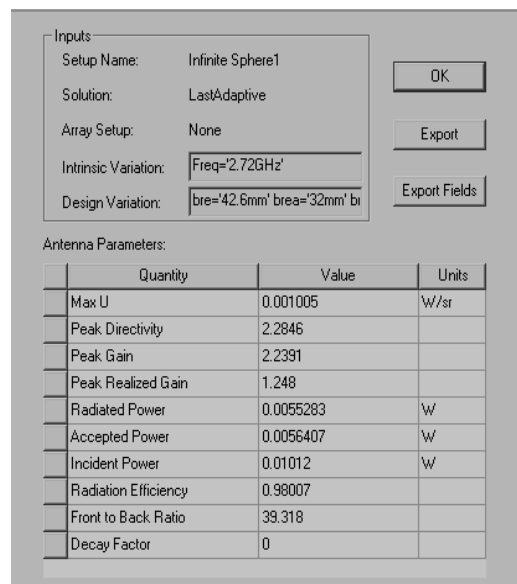 Inputs
Setup Name: Infinite Sphere1
OK
Solution: LastAdaptive
Array Setup: None
Export
Intrinsic Variation: Freq='2.72GHz'
Export Fields
Design Variation: bre='42.6mm' brea='32mm'
Antenna Parameters:
Quantity Value Units
Max U 0.001005 W/sr
Peak Directivity 2.2846
Peak Gain 2.2391
Peak Realized Gain 1.248
Radiated Power 0.0055283 W
Accepted Power 0.0056407 W
Incident Power 0.01012 W
Radiation Efficiency 0.98007
Front to Back Ratio 39.318
Decay Factor 0